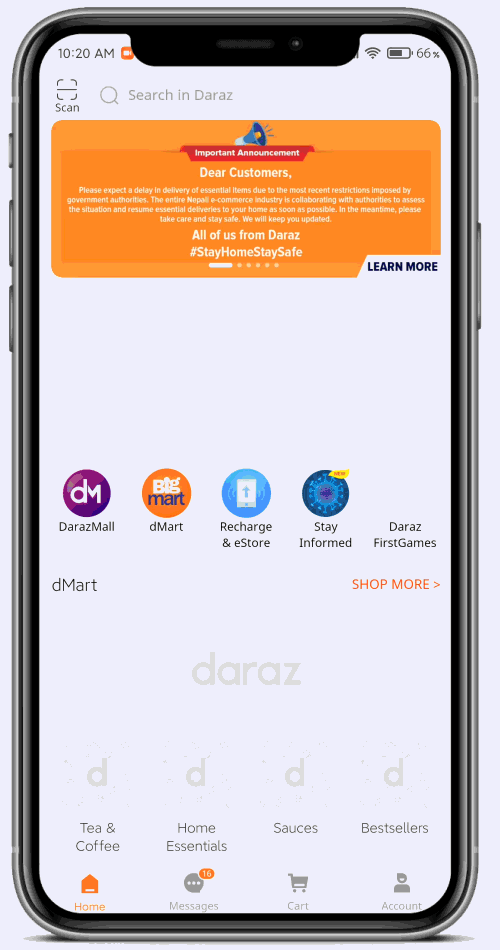 10:20 AM
66%
Scan
Search in Daraz
Important Announcement
Dear Customers,
Please expect a delay in delivery of essential items due to the most recent restrictions imposed by
government authorities. The entire Nepali e-commerce industry is collaborating with authorities to assess
the situation and resume essential deliveries to your home as soon as possible. In the meantime, please
take care and stay safe. We will keep you updated.
All of us from Daraz
#StayHomeStaySafe
LEARN MORE
dM
Big
mart
NEW
DarazMall
dMart
Recharge
& eStore
Stay
Informed
Daraz
FirstGames
dMart
SHOP MORE >
daraz
d
d
d
d
Tea &
Coffee
Home
Essentials
Sauces
Bestsellers
16
Home
Messages
Cart
Account